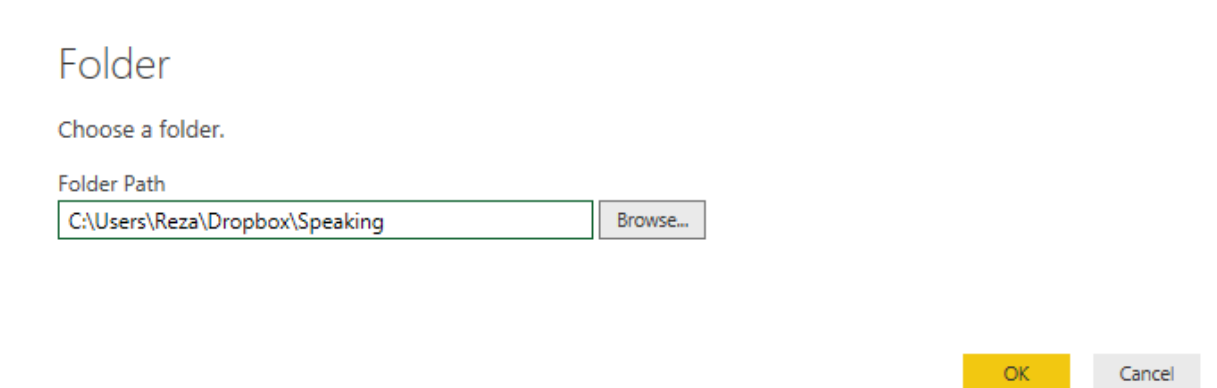 Folder
Choose a folder.
Folder Path
C:\Users\Reza\Dropbox\Speaking Browse...
OK Cancel